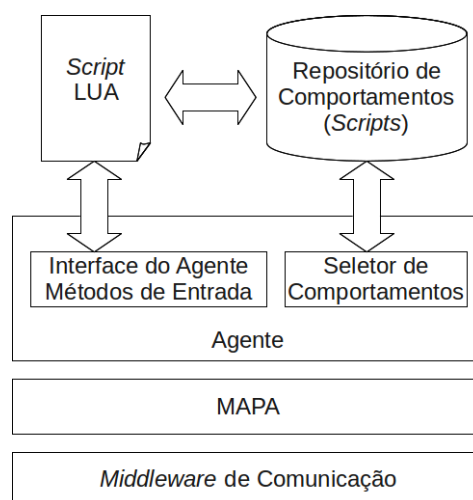 Script
LUA
Repositório de
Comportamentos
(Scripts)
Interface do Agente
Métodos de Entrada
Seletor de
Comportamentos
Agente
MAPA
Middleware de Comunicação